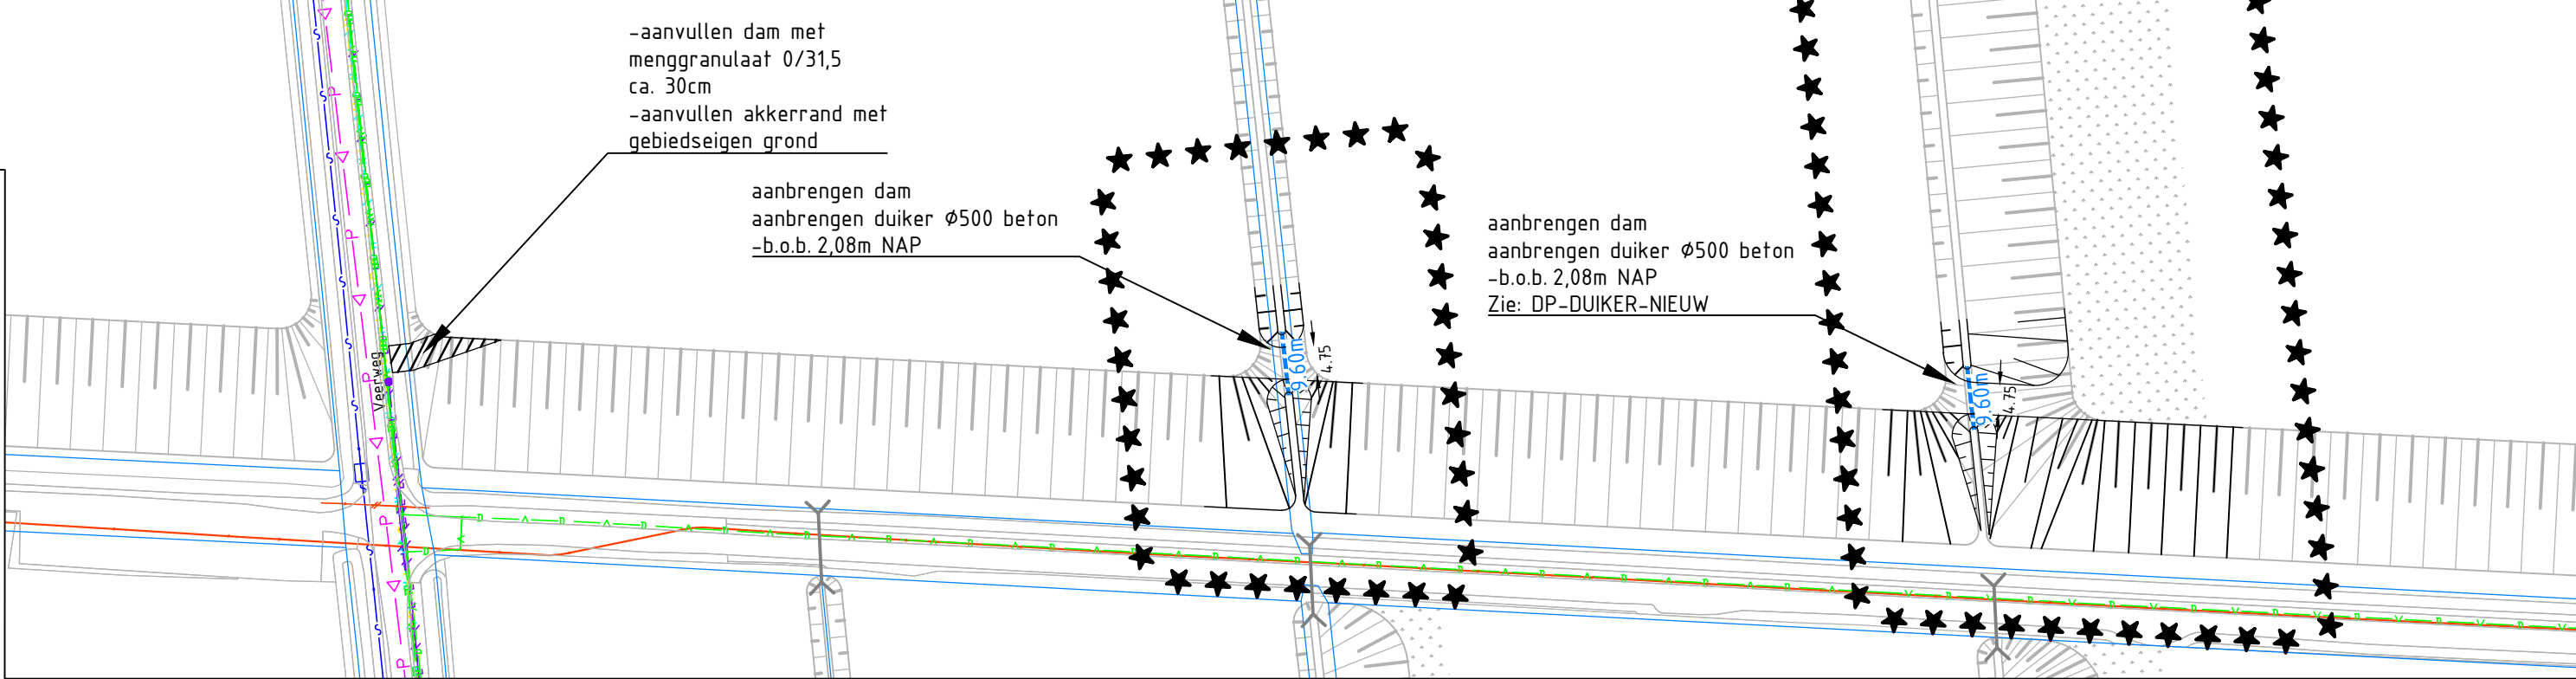 -aanvullen dam met
menggranulaat 0/31,5
ca. 30cm
-aanvullen akkerrand met
gebiedseigen grond
aanbrengen dam
aanbrengen duiker Ø500 beton
-b.o.b. 2,08m NAP
aanbrengen dam
aanbrengen duiker Ø500 beton
-b.o.b. 2,08m NAP
Zie: DP-DUIKER-NIEUW
Veerweg
9.60m
4.75
9.60m
4.75